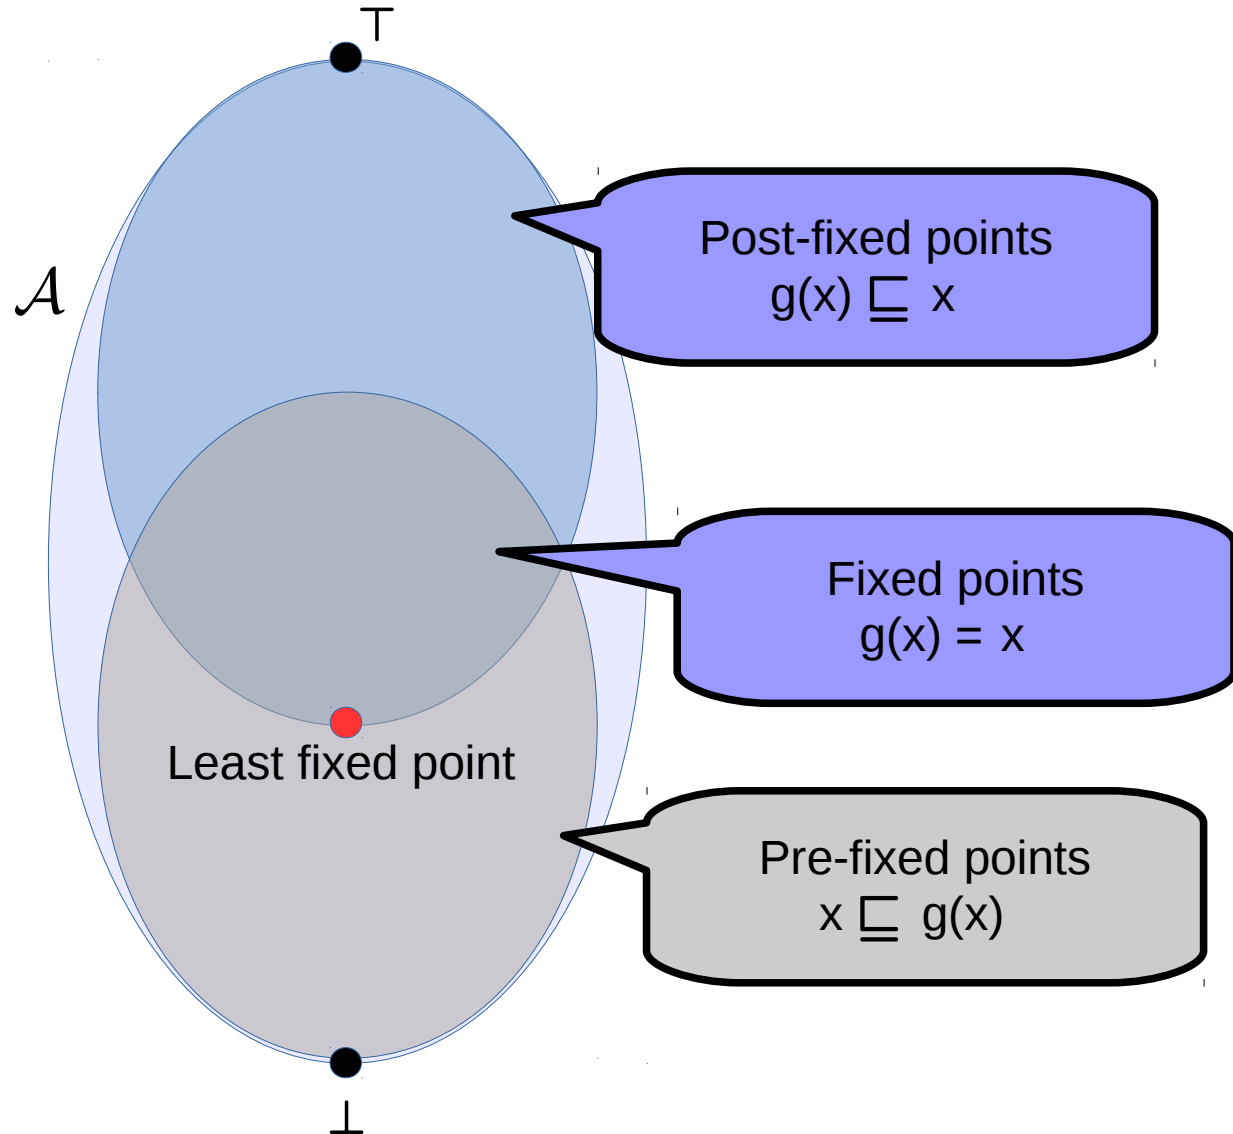 ⊤
Post-fixed points
g(x) ⊑ x
𝒜
Fixed points
g(x) = x
Least fixed point
Pre-fixed points
x ⊑ g(x)
⊥